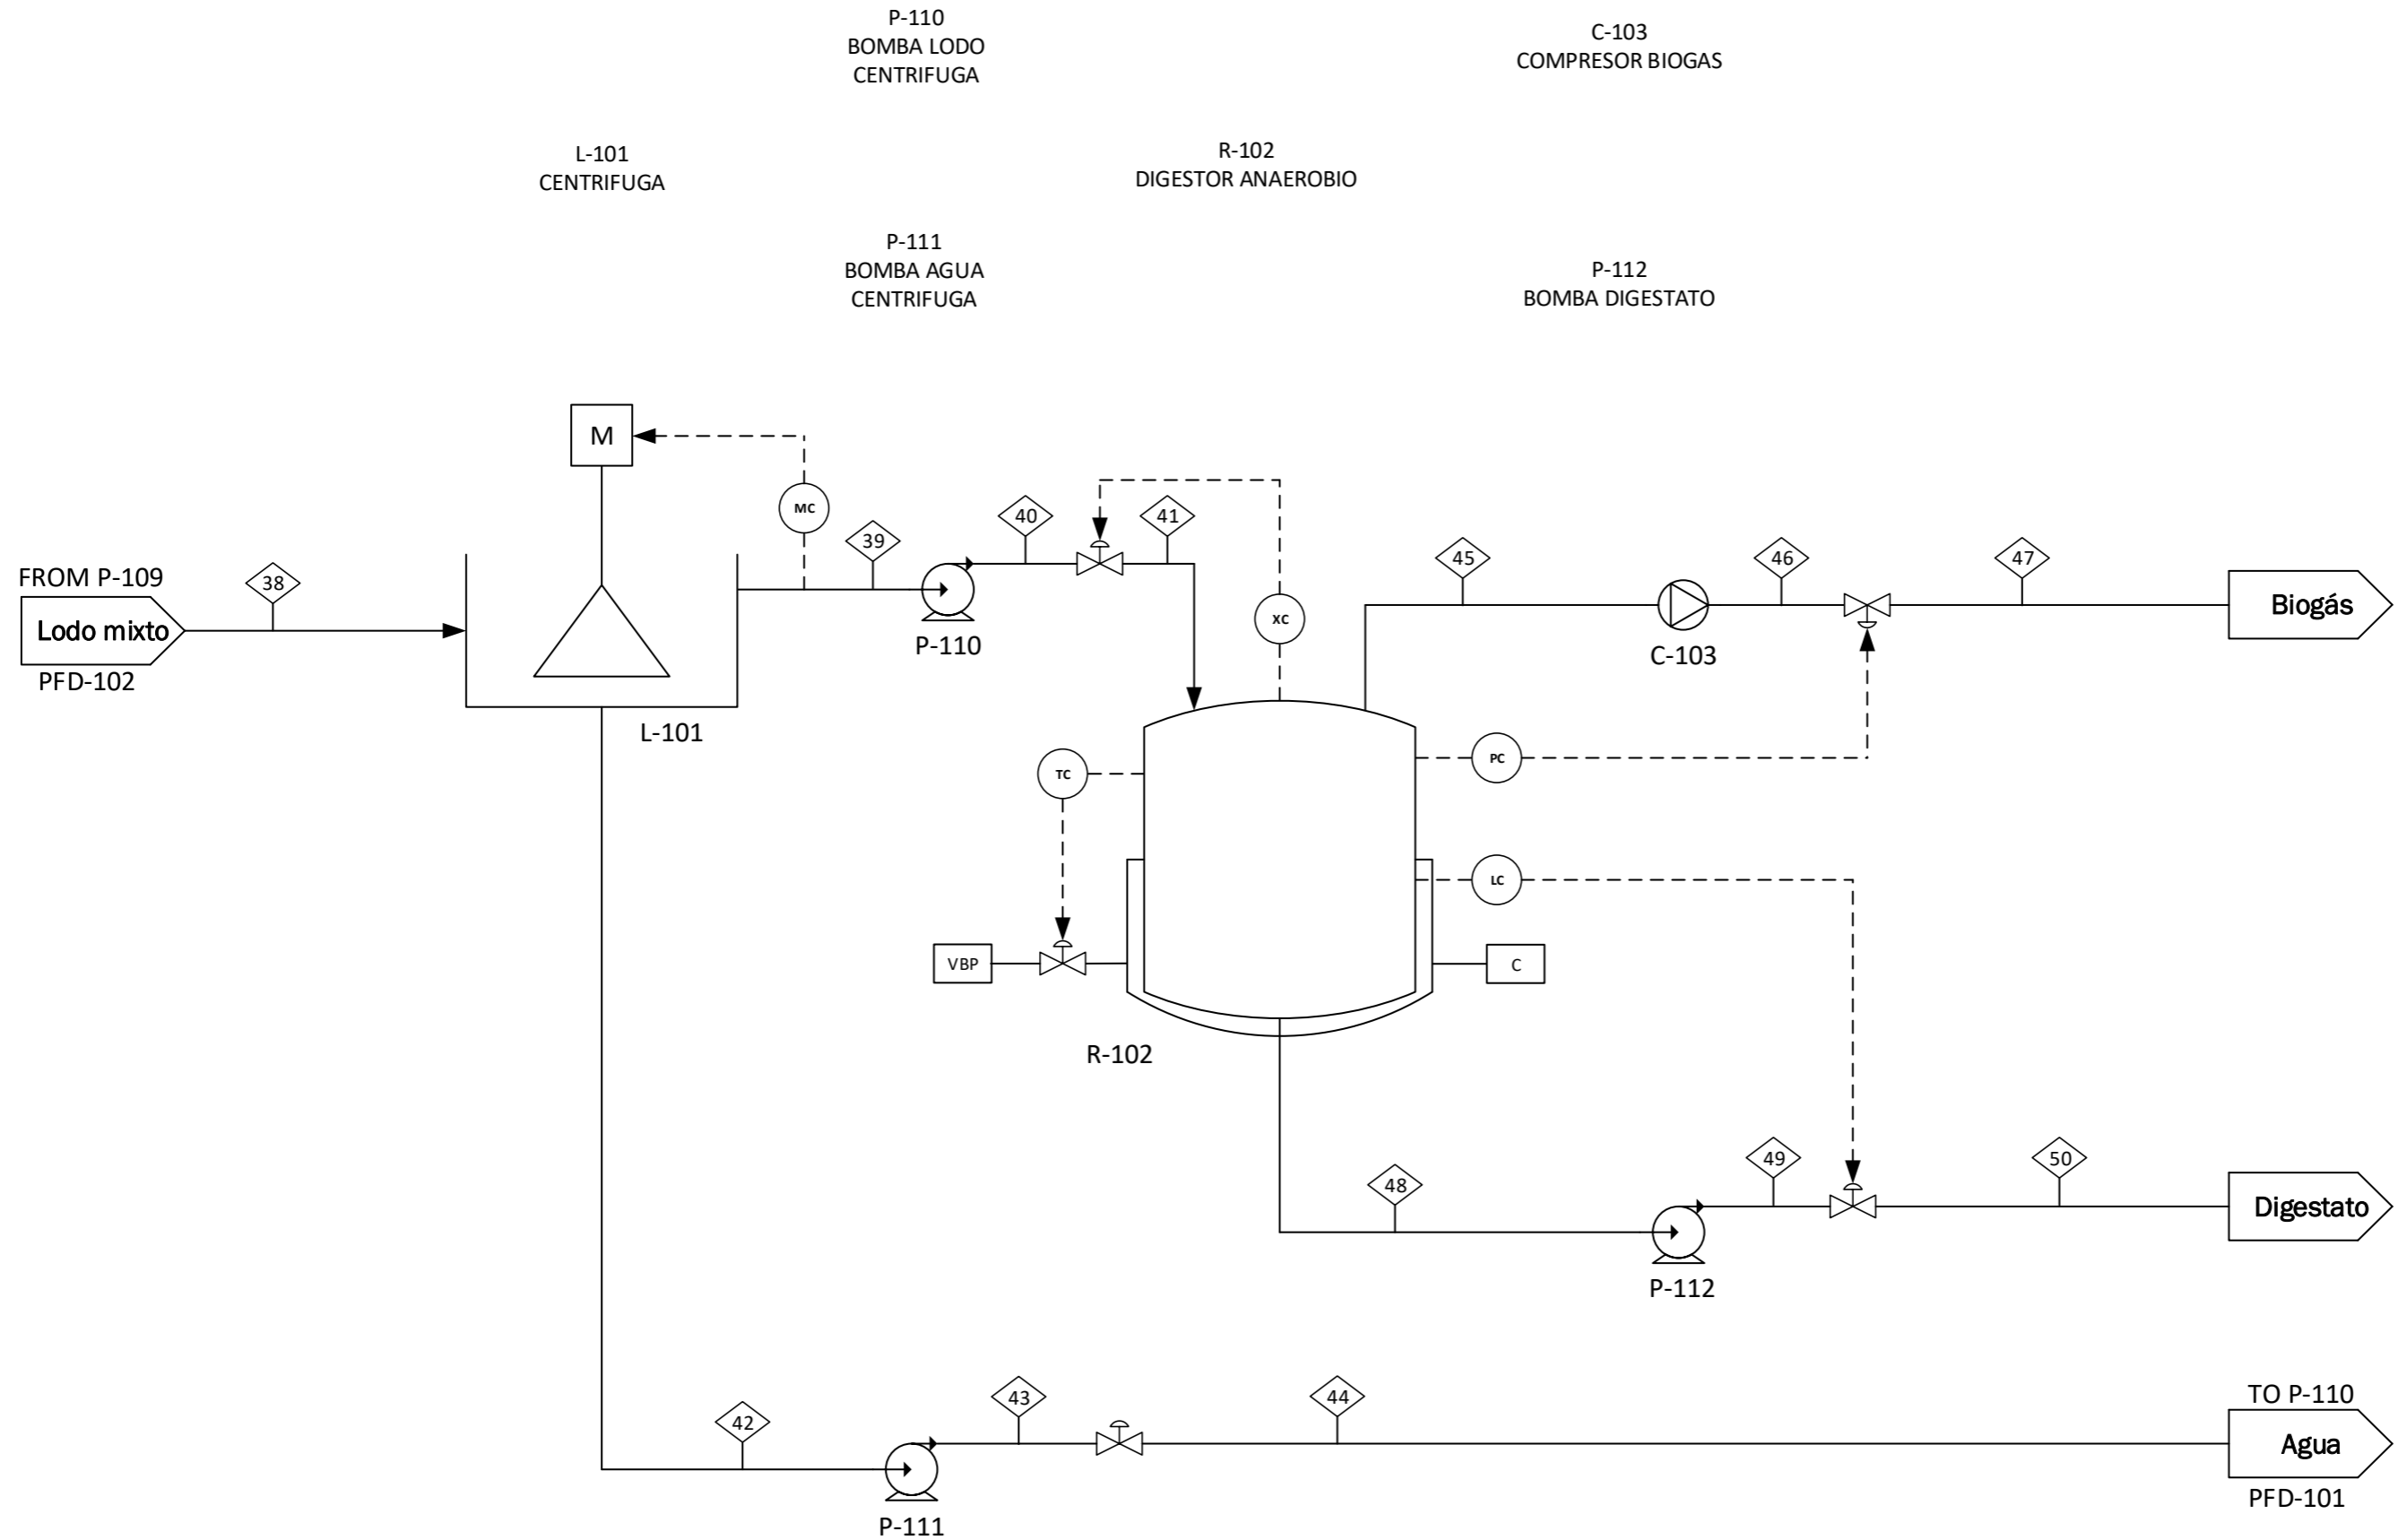 P-110
BOMBA LODO
CENTRIFUGA
C-103
COMPRESOR BIOGAS
L-101
CENTRIFUGA
R-102
DIGESTOR ANAEROBIO
P-111
BOMBA AGUA
CENTRIFUGA
P-112
BOMBA DIGESTATO
M
MC
40
41
39
45
46
47
FROM P-109
38
Lodo mixto
PFD-102
P-110
XC
C-103
Biogás
L-101
TC
PC
LC
VBP
C
R-102
48
49
50
Digestato
P-112
42
43
44
TO P-110
Agua
PFD-101
P-111